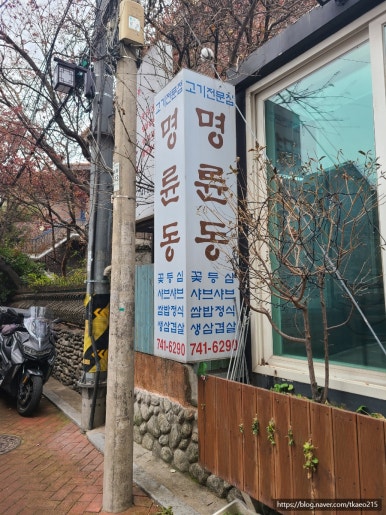 고기전문점
명륜동
꽃등심
샤브샤브
쌈밥정식
생삼겹살
741-6290
고기전문점
명륜동
꽃등심
샤브샤브
쌈밥정식
생삼겹살
741-6290
https://blog.naver.com/tkaeo215